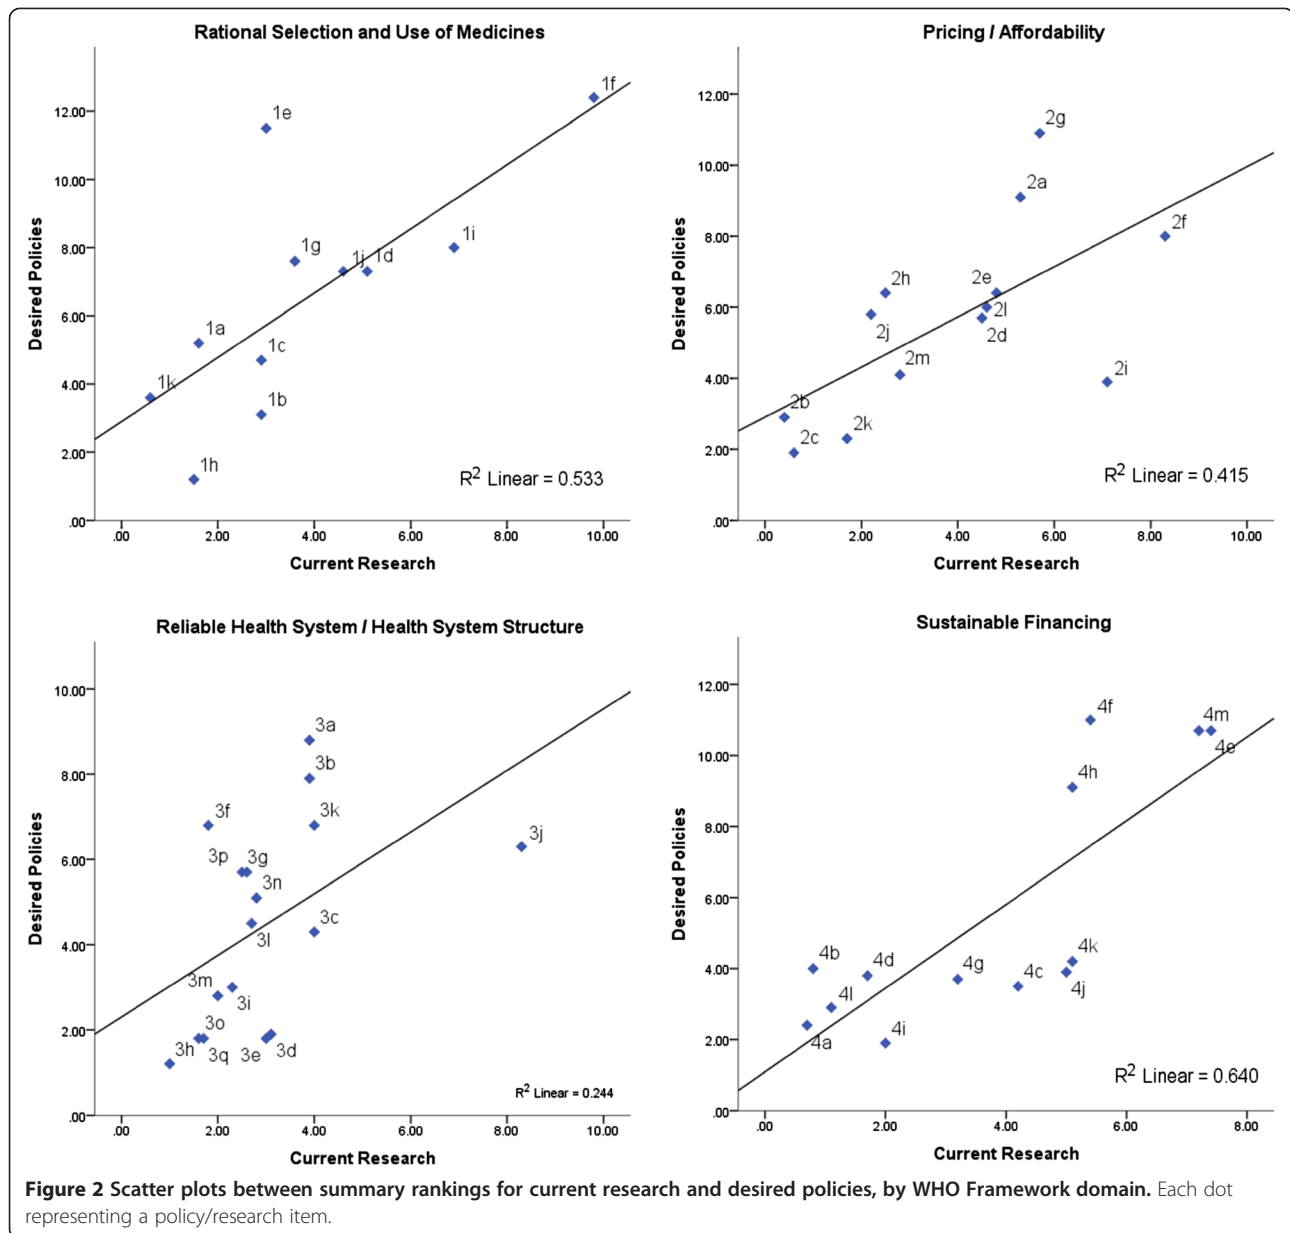 Rational Selection and Use of Medicines
Desired Policies
12.00
10.00
8.00
6.00
4.00
2.00
.00
1f
1e
1i
1g
1j
1d
1a
1c
1k
1b
1h
R2 Linear = 0.533
.00 2.00 4.00 6.00 8.00 10.00
Current Research
Pricing / Affordability
Desired Policies
12.00
10.00
8.00
6.00
4.00
2.00
.00
2g
2a
2f
2h
2e
2j
2l
2d
2m
2i
2b
2c
2k
R2 Linear = 0.415
.00 2.00 4.00 6.00 8.00 10.00
Current Research
Reliable Health System / Health System Structure
Desired Policies
10.00
8.00
6.00
4.00
2.00
.00
3a
3b
3f
3k
3j
3p
3g
3n
3l
3c
3m
3i
3o
3h
3q
3e
3d
R2 Linear = 0.244
.00 2.00 4.00 6.00 8.00 10.00
Current Research
Sustainable Financing
Desired Policies
12.00
10.00
8.00
6.00
4.00
2.00
.00
4f
4m
4e
4h
4b
4d
4g
4c
4k
4j
4l
4a
4i
R2 Linear = 0.640
.00 2.00 4.00 6.00 8.00
Current Research
Figure 2 Scatter plots between summary rankings for current research and desired policies, by WHO Framework domain. Each dot
representing a policy/research item.